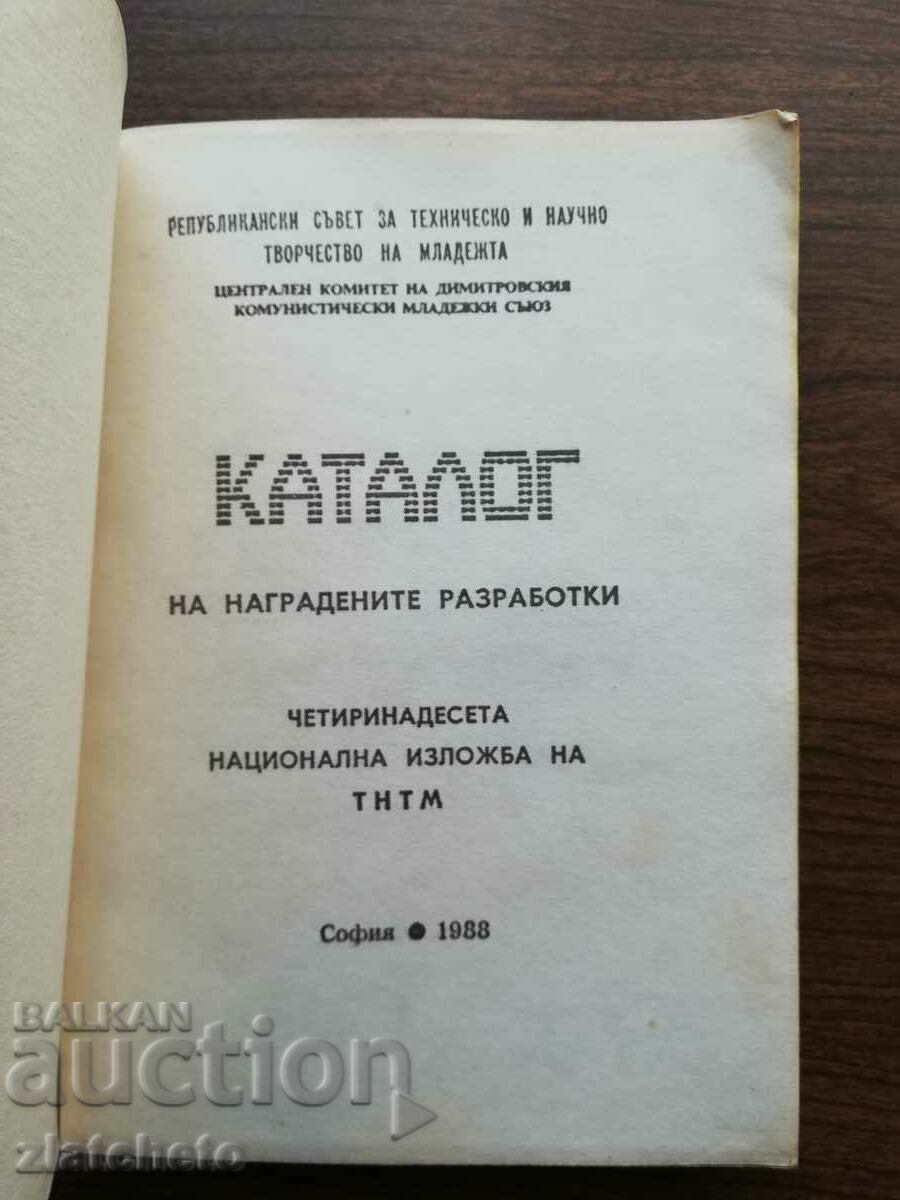 РЕПУБЛИКАНСКИ СЪВЕТ ЗА ТЕХНИЧЕСКО И НАУЧНО
ТВОРЧЕСТВО НА МЛАДЕЖТА
ЦЕНТРАЛЕН КОМИТЕТ НА ДИМИТРОВСКИЯ
КОМУНИСТИЧЕСКИ МЛАДЕЖКИ СЪЮЗ
КАТАЛОГ
НА НАГРАДЕНИТЕ РАЗРАБОТКИ
ЧЕТИРИНАДЕСЕТА
НАЦИОНАЛНА ИЗЛОЖБА НА
ТНТМ
София ● 1988
BALKAN
auction
zlatcheto